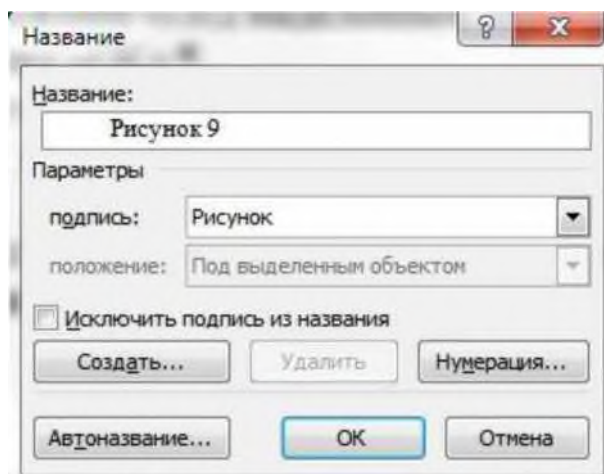 Название
Название:
Рисунок 9
Параметры
подпись: Рисунок
положение: Под выделенным объектом
Исключить подпись из названия
Создать... Удалить Нумерация...
Автоназвание... ОК Отмена